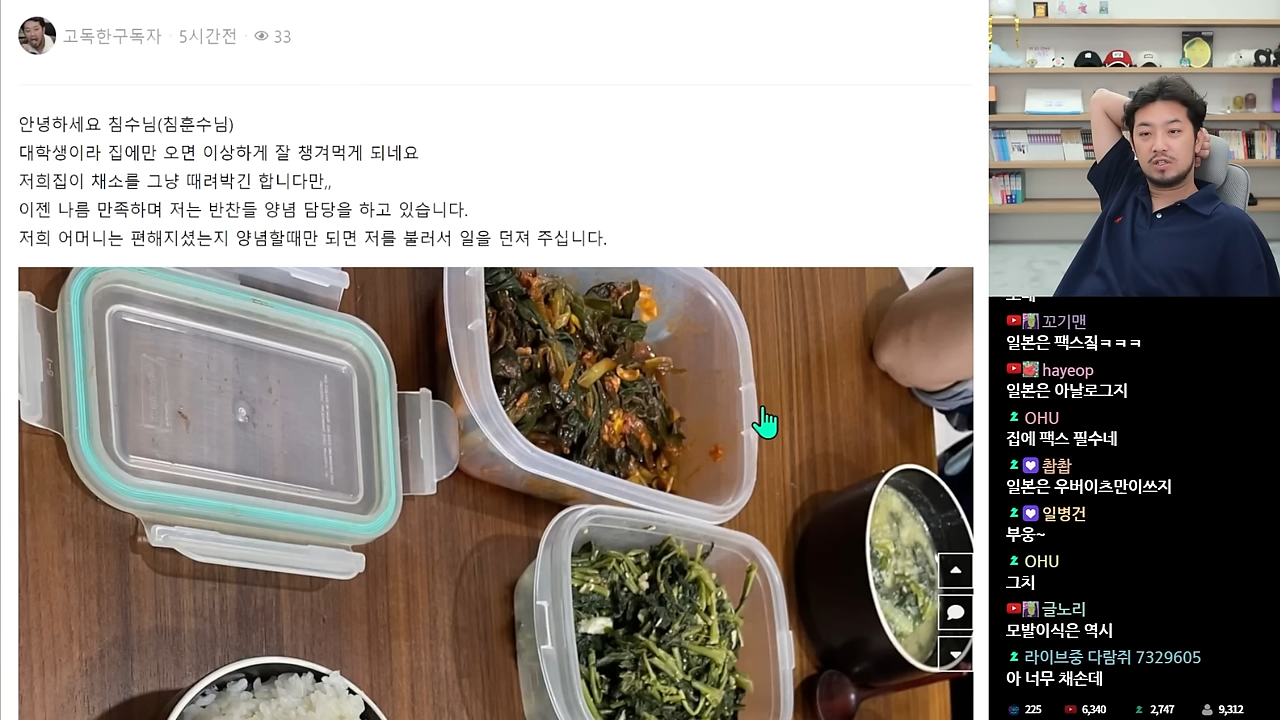 고독한구독자 · 5시간전 · 33
안녕하세요 침수님(침훈수님)
대학생이라 집에만 오면 이상하게 잘 챙겨먹게 되네요
저희집이 채소를 그냥 때려박긴 합니다만,,
이젠 나름 만족하며 저는 반찬들 양념 담당을 하고 있습니다.
저희 어머니는 편해지셨는지 양념할때만 되면 저를 불러서 일을 던져 주십니다.
꼬기맨
일본은 팩스짘ㅋㅋㅋ
hayeop
일본은 아날로그지
OHU
집에 팩스 필수네
촵촵
일본은 우버이츠만이쓰지
일병건
부웅~
OHU
그치
글노리
모발이식은 역시
라이브중 다람쥐 7329605
아 너무 채손데
225 6,340 2,747 9,312